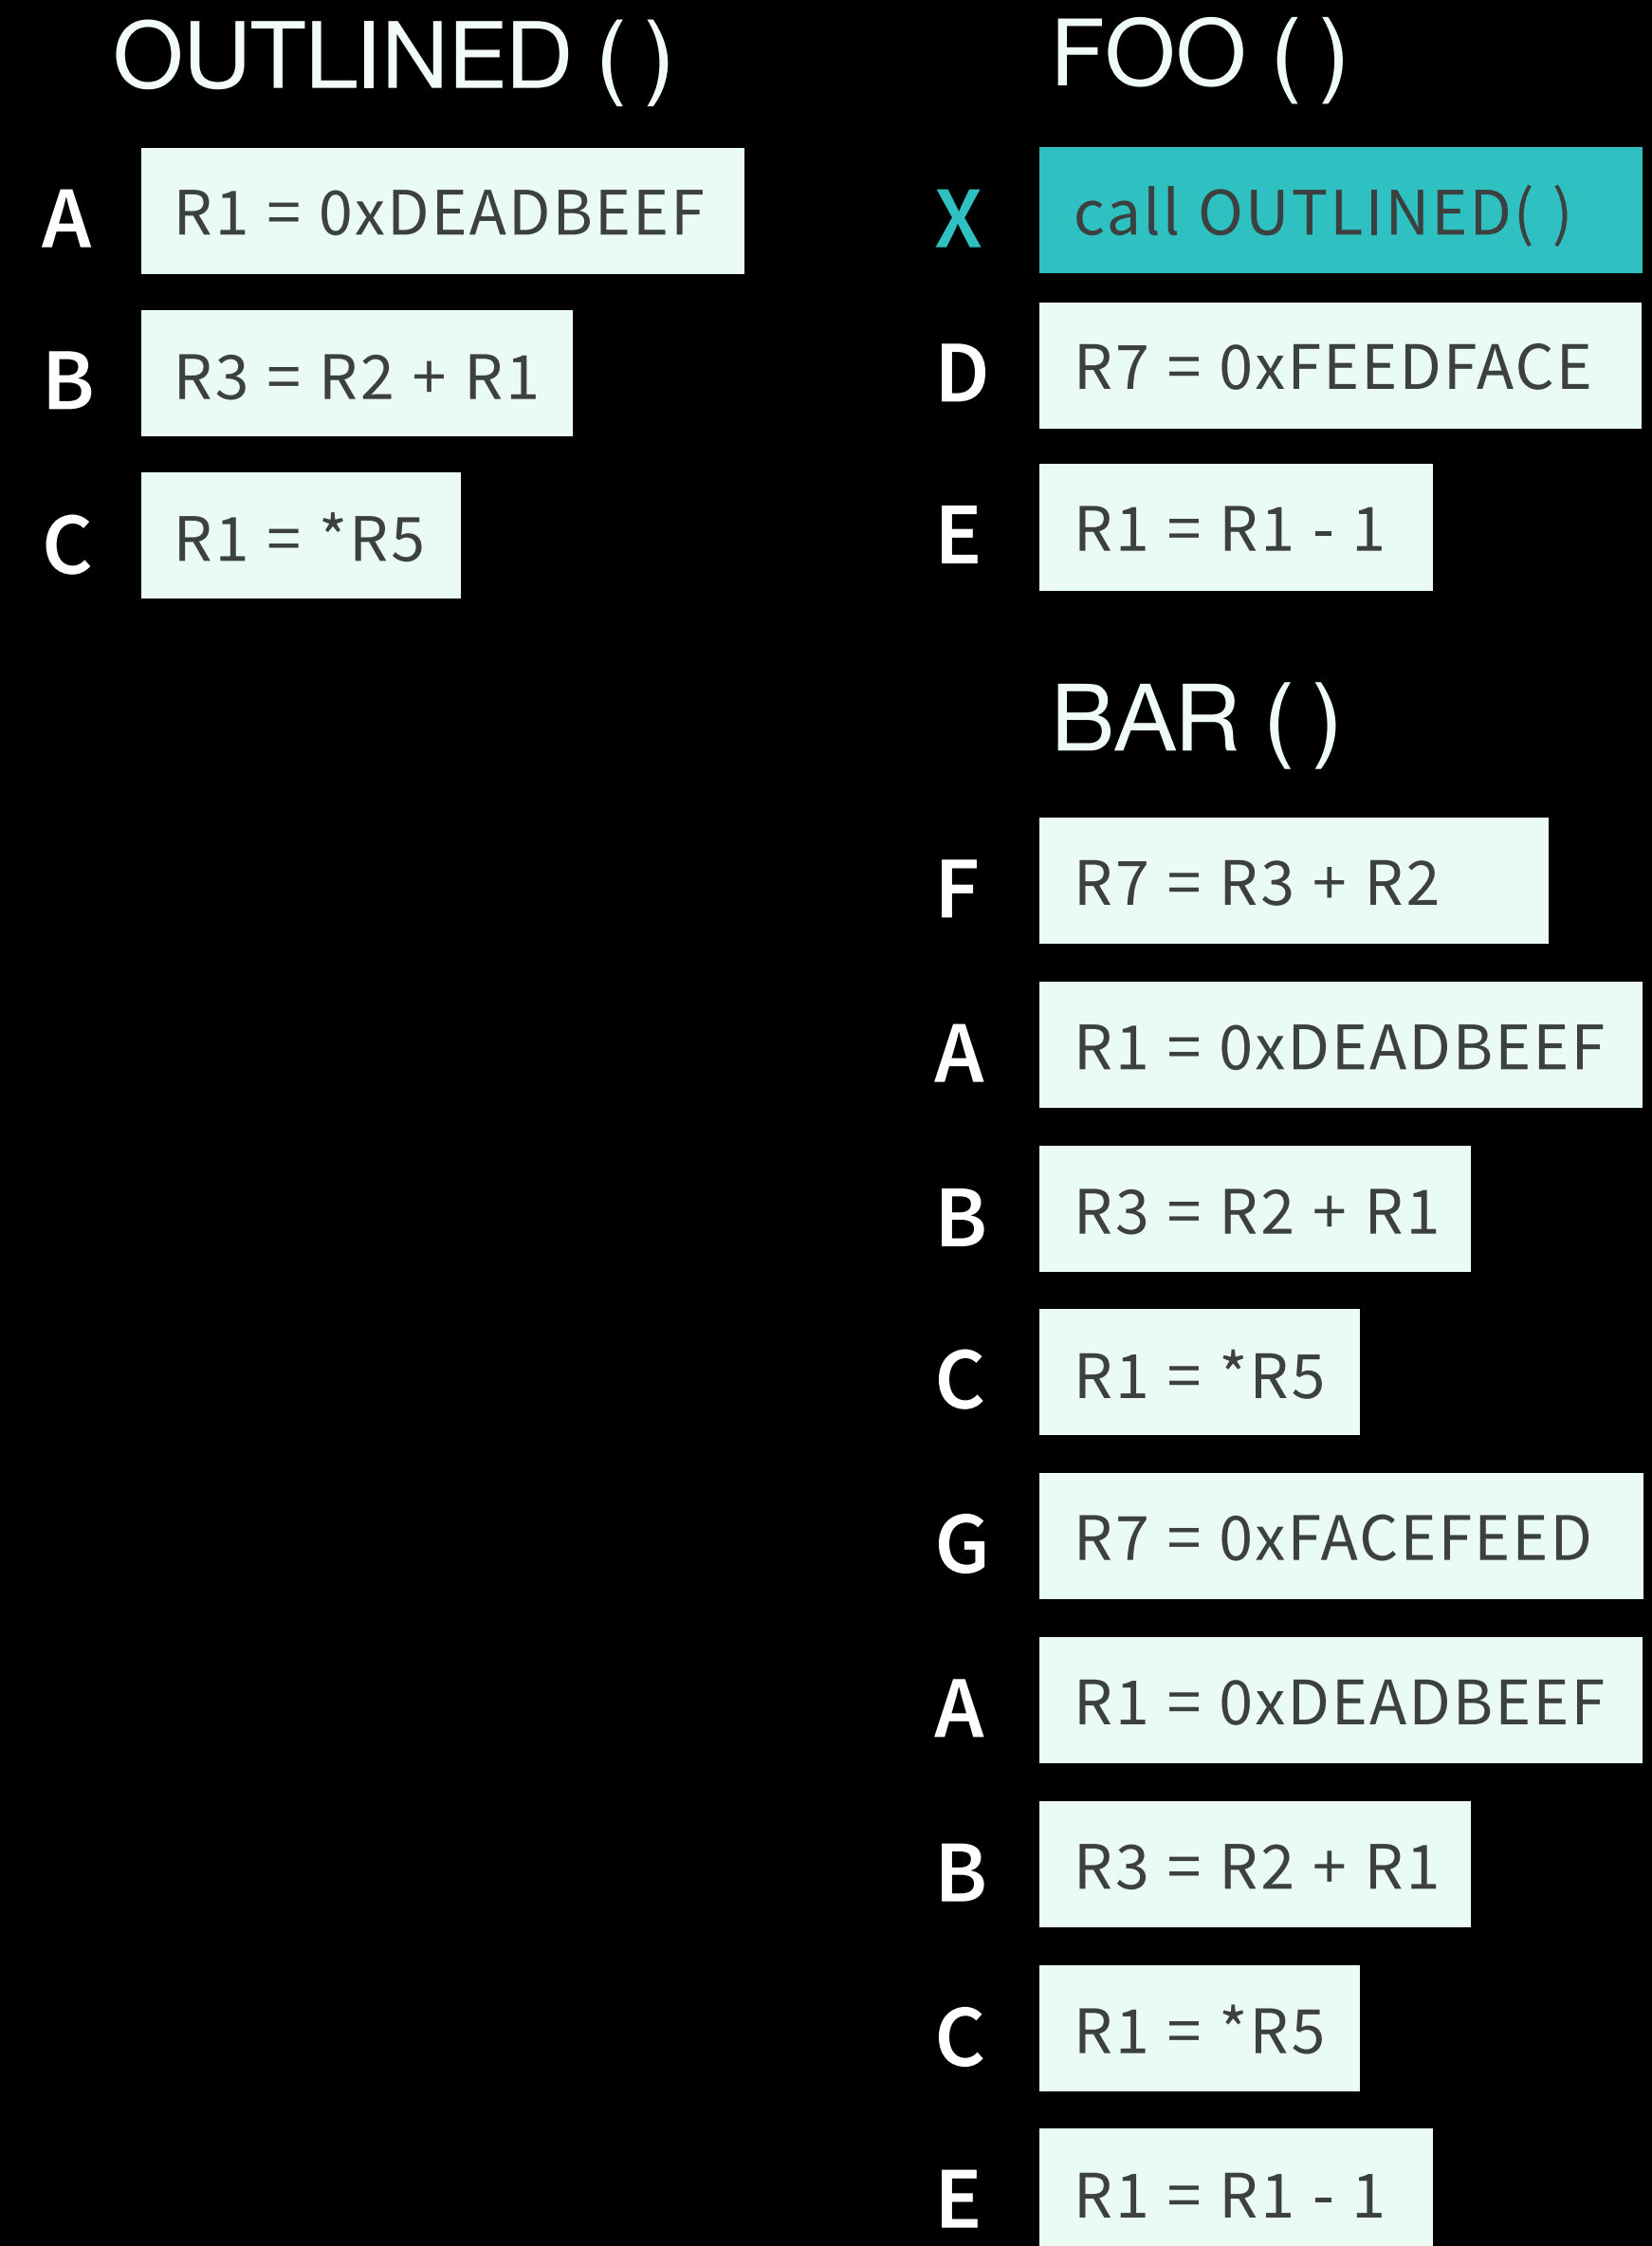 OUTLINED ( )
A R1 = 0xDEADBEEF
B R3 = R2 + R1
C R1 = *R5
FOO ( )
X call OUTLINED( )
D R7 = 0xFEEDFACE
E R1 = R1 - 1
BAR ( )
F R7 = R3 + R2
A R1 = 0xDEADBEEF
B R3 = R2 + R1
C R1 = *R5
G R7 = 0xFACEFEED
A R1 = 0xDEADBEEF
B R3 = R2 + R1
C R1 = *R5
E R1 = R1 - 1